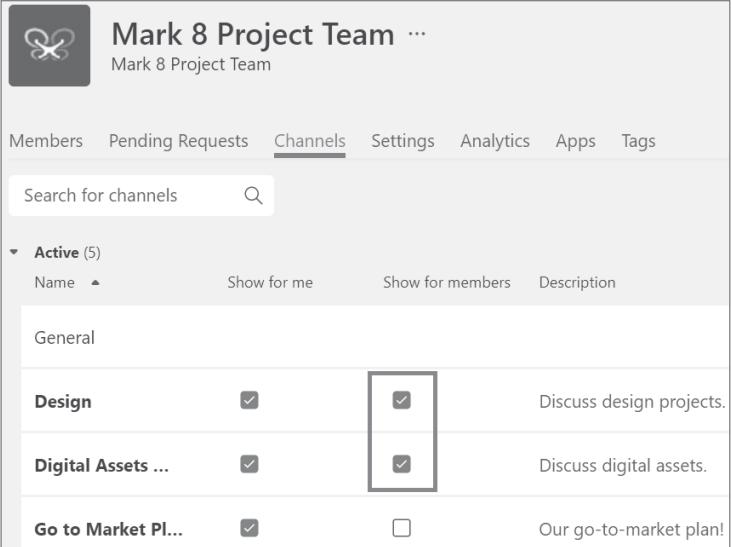 Mark 8 Project Team ...
Mark 8 Project Team
Members Pending Requests Channels Settings Analytics Apps Tags
Search for channels
Active (5)
Name Show for me Show for members Description
General
Design Discuss design projects.
Digital Assets ... Discuss digital assets.
Go to Market Pl... Our go-to-market plan!